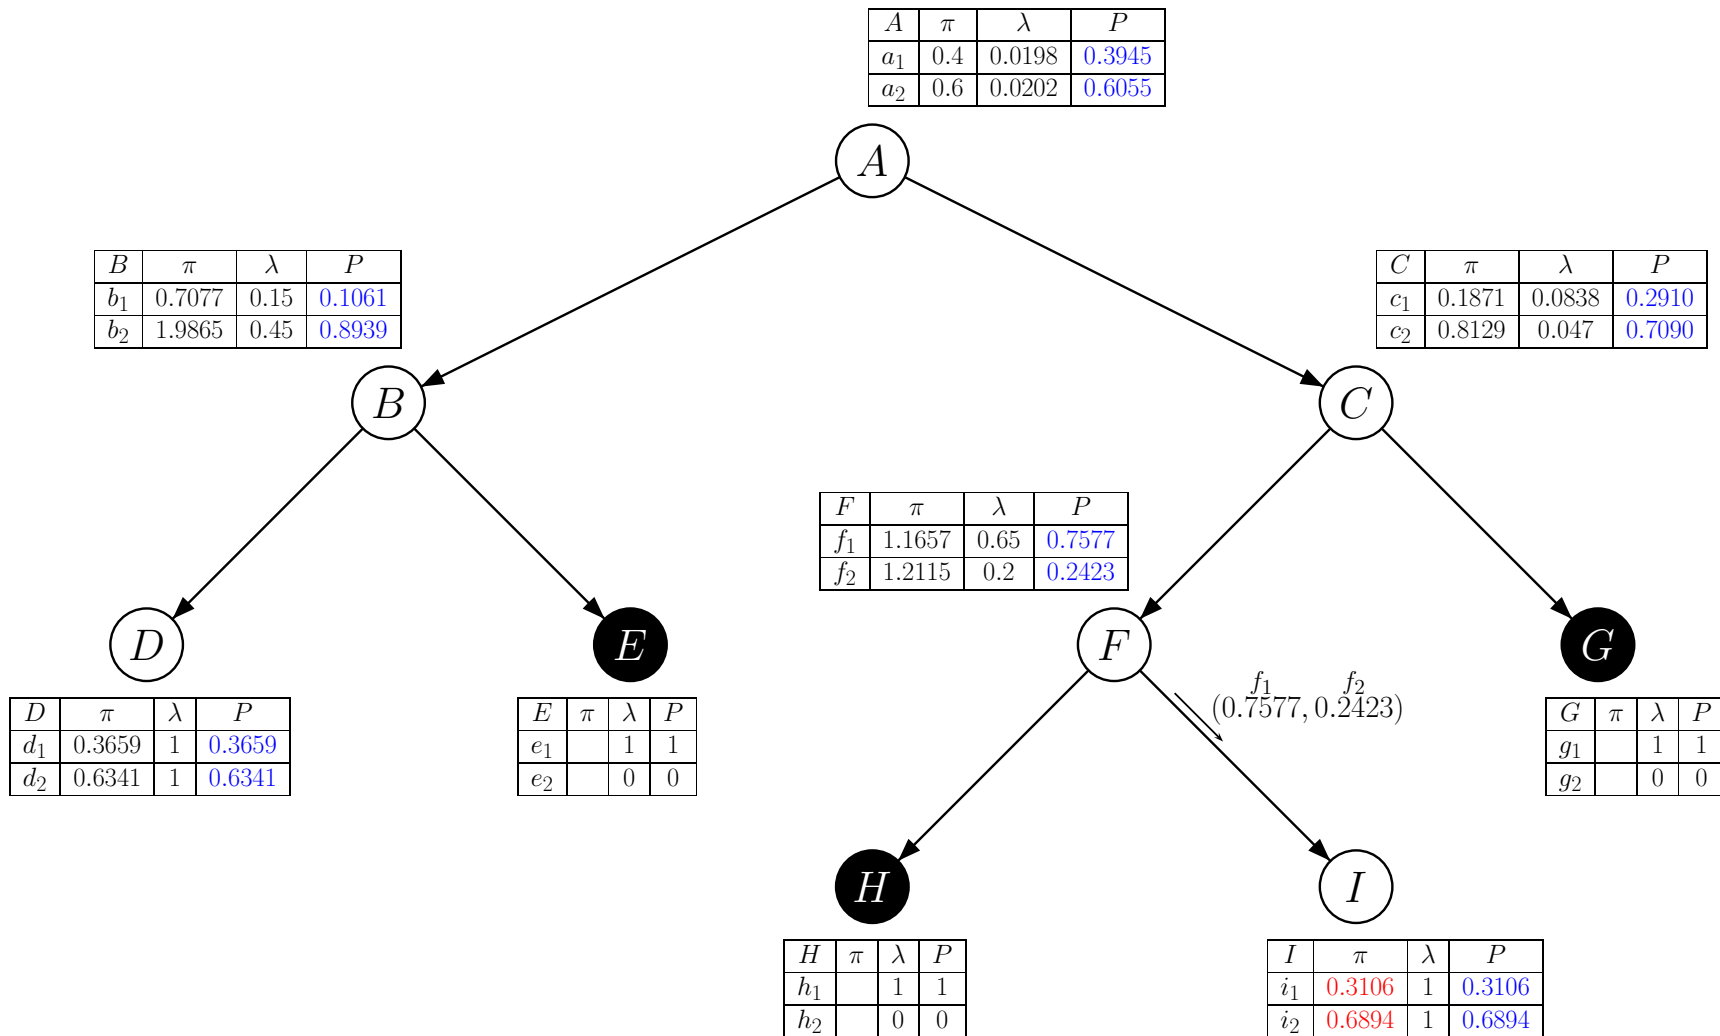 A π λ P
a₁ 0.4 0.0198 0.3945
a₂ 0.6 0.0202 0.6055
A
B π λ P
b₁ 0.7077 0.15 0.1061
b₂ 1.9865 0.45 0.8939
C π λ P
c₁ 0.1871 0.0838 0.2910
c₂ 0.8129 0.047 0.7090
B
C
F π λ P
f₁ 1.1657 0.65 0.7577
f₂ 1.2115 0.2 0.2423
D
E
F
G
f₁ f₂
(0.7577, 0.2423)
D π λ P
d₁ 0.3659 1 0.3659
d₂ 0.6341 1 0.6341
E π λ P
e₁ 1 1
e₂ 0 0
G π λ P
g₁ 1 1
g₂ 0 0
H
I
H π λ P
h₁ 1 1
h₂ 0 0
I π λ P
i₁ 0.3106 1 0.3106
i₂ 0.6894 1 0.6894